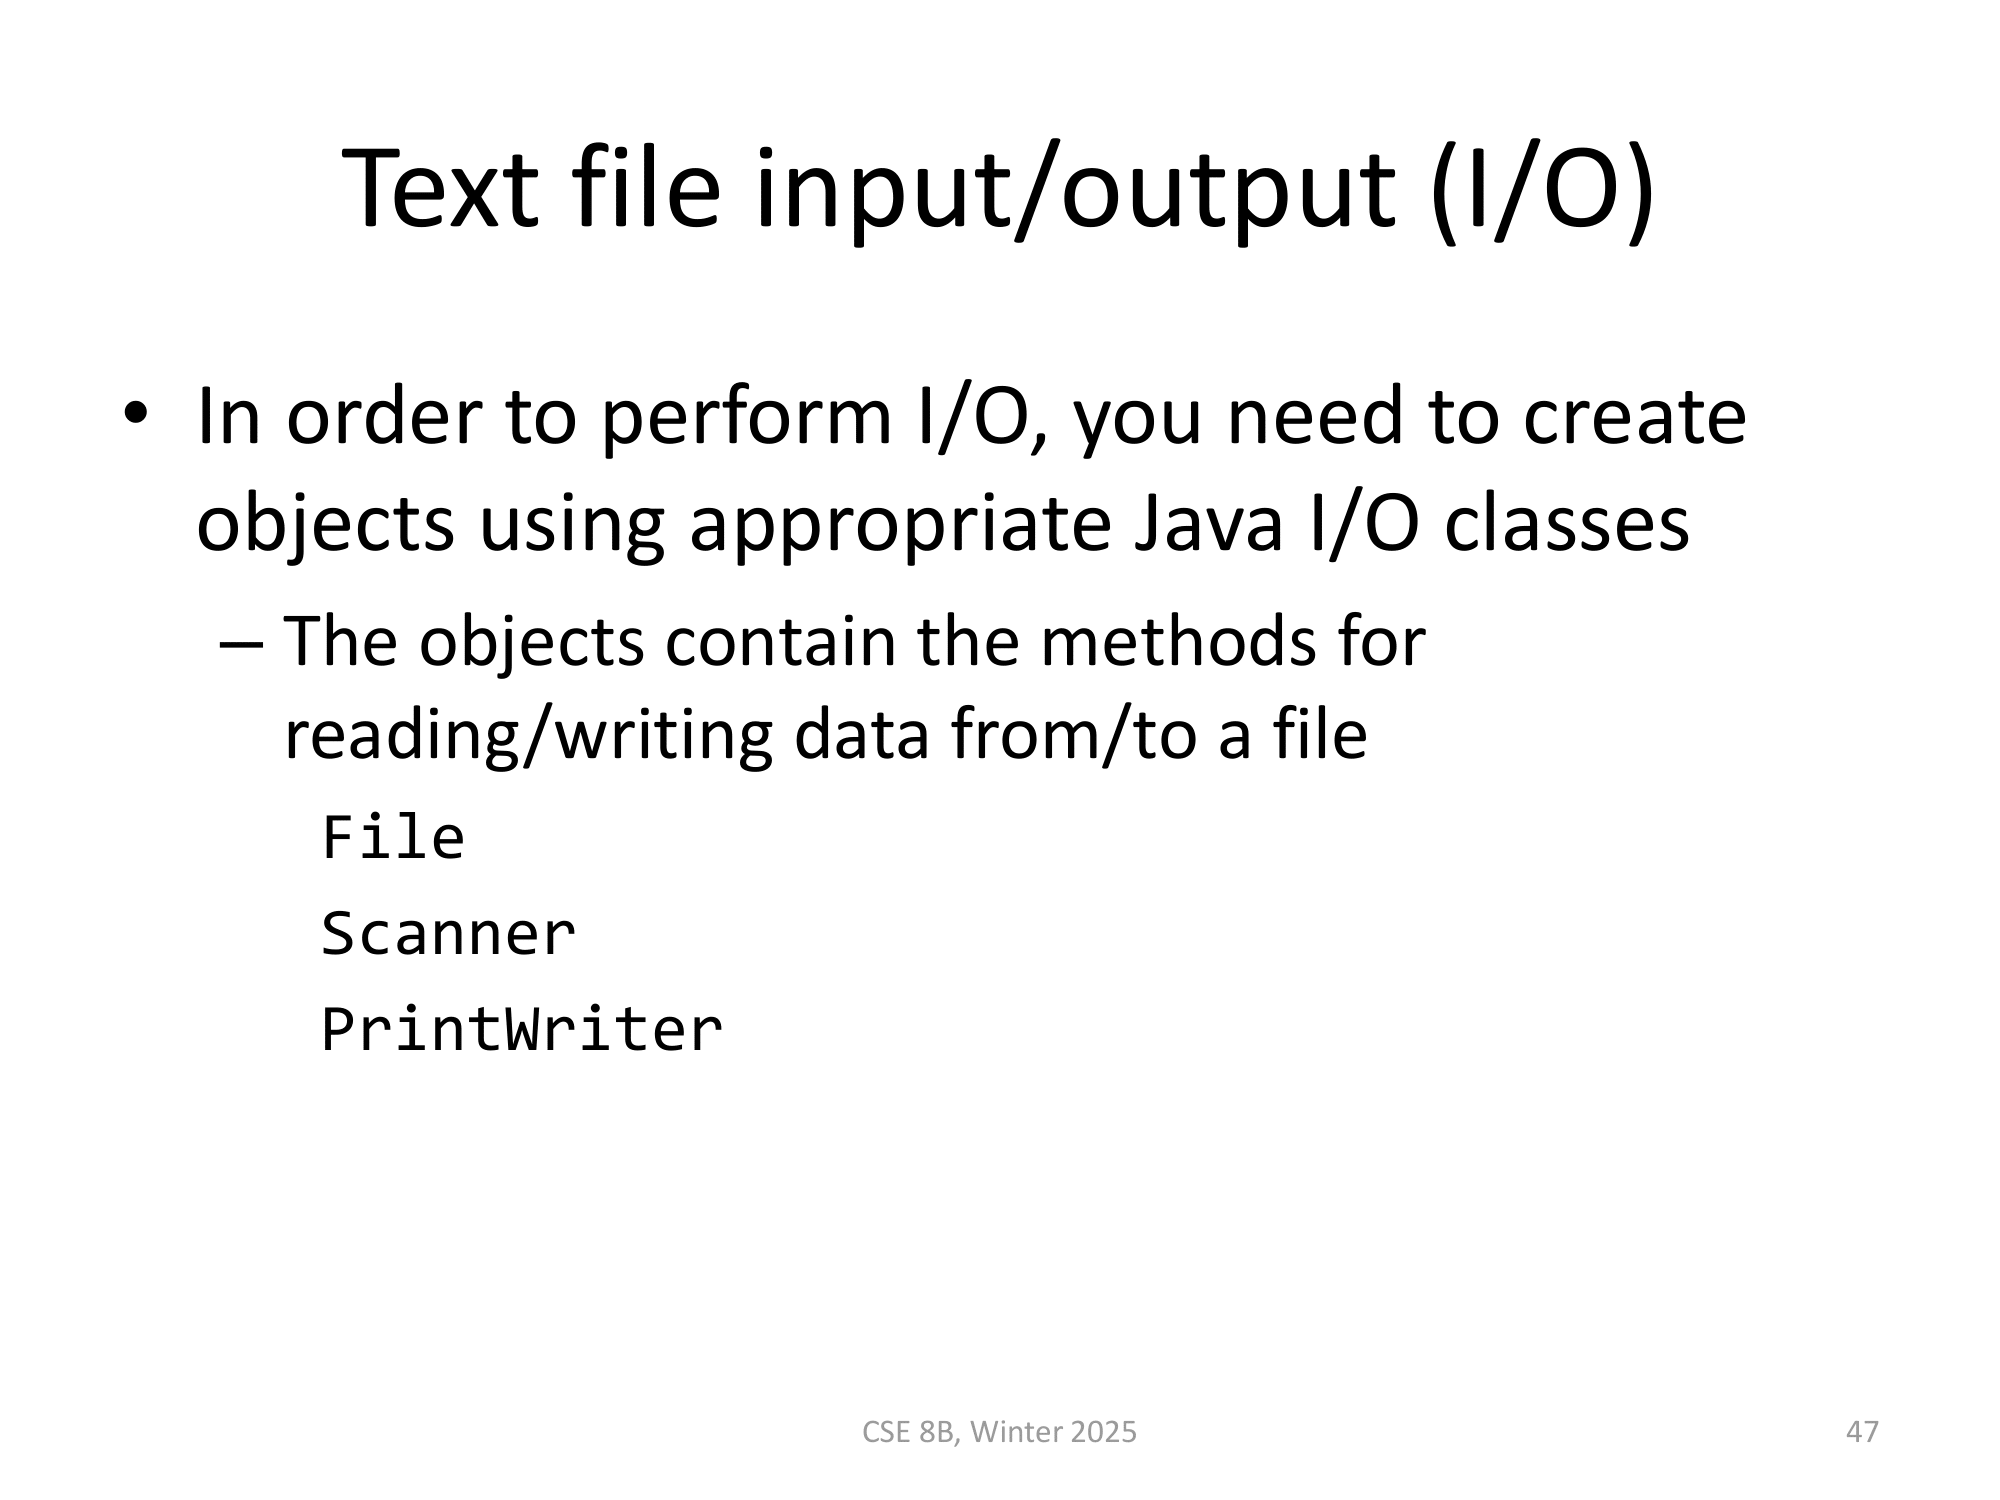 Text file input/output (I/O)
• In order to perform I/O, you need to create
objects using appropriate Java I/O classes
– The objects contain the methods for
reading/writing data from/to a file
File
Scanner
PrintWriter
CSE 8B, Winter 2025
47